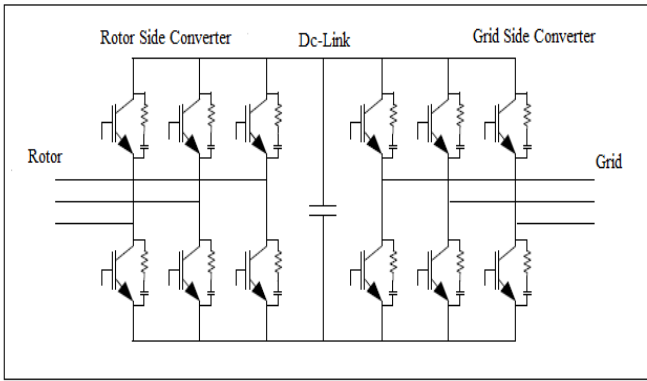 Rotor Side Converter
Dc-Link
Grid Side Converter
Rotor
Grid